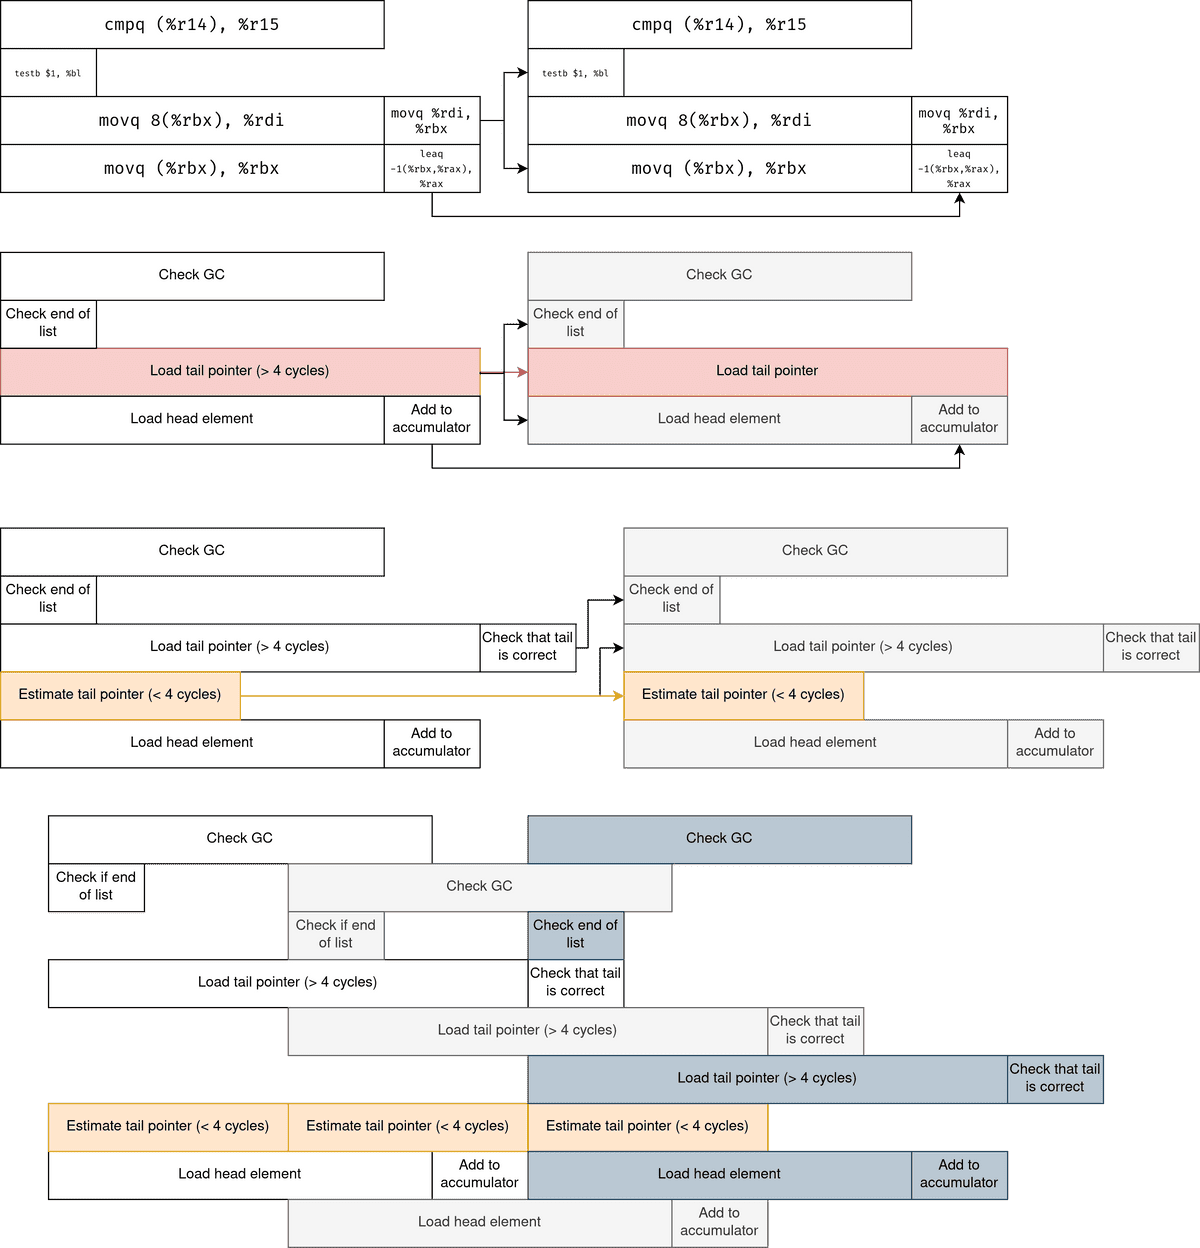 cmpq (%r14), %r15
cmpq (%r14), %r15
testb $1, %bl
testb $1, %bl
movq 8(%rbx), %rdi
movq %rdi,
%rbx
movq 8(%rbx), %rdi
movq %rdi,
%rbx
movq (%rbx), %rbx
leaq
-1(%rbx,%rax),
%rax
movq (%rbx), %rbx
leaq
-1(%rbx,%rax),
%rax
Check GC
Check GC
Check end of
list
Check end of
list
Load tail pointer (> 4 cycles)
Load tail pointer
Load head element
Add to
accumulator
Load head element
Add to
accumulator
Check GC
Check GC
Check end of
list
Check end of
list
Load tail pointer (> 4 cycles)
Check that tail
is correct
Load tail pointer (> 4 cycles)
Check that tail
is correct
Estimate tail pointer (< 4 cycles)
Estimate tail pointer (< 4 cycles)
Load head element
Add to
accumulator
Load head element
Add to
accumulator
Check GC
Check GC
Check if end
of list
Check GC
Check if end
of list
Check end of
list
Load tail pointer (> 4 cycles)
Check that tail
is correct
Load tail pointer (> 4 cycles)
Check that tail
is correct
Load tail pointer (> 4 cycles)
Check that tail
is correct
Estimate tail pointer (< 4 cycles)
Estimate tail pointer (< 4 cycles)
Estimate tail pointer (< 4 cycles)
Load head element
Add to
accumulator
Load head element
Add to
accumulator
Load head element
Add to
accumulator